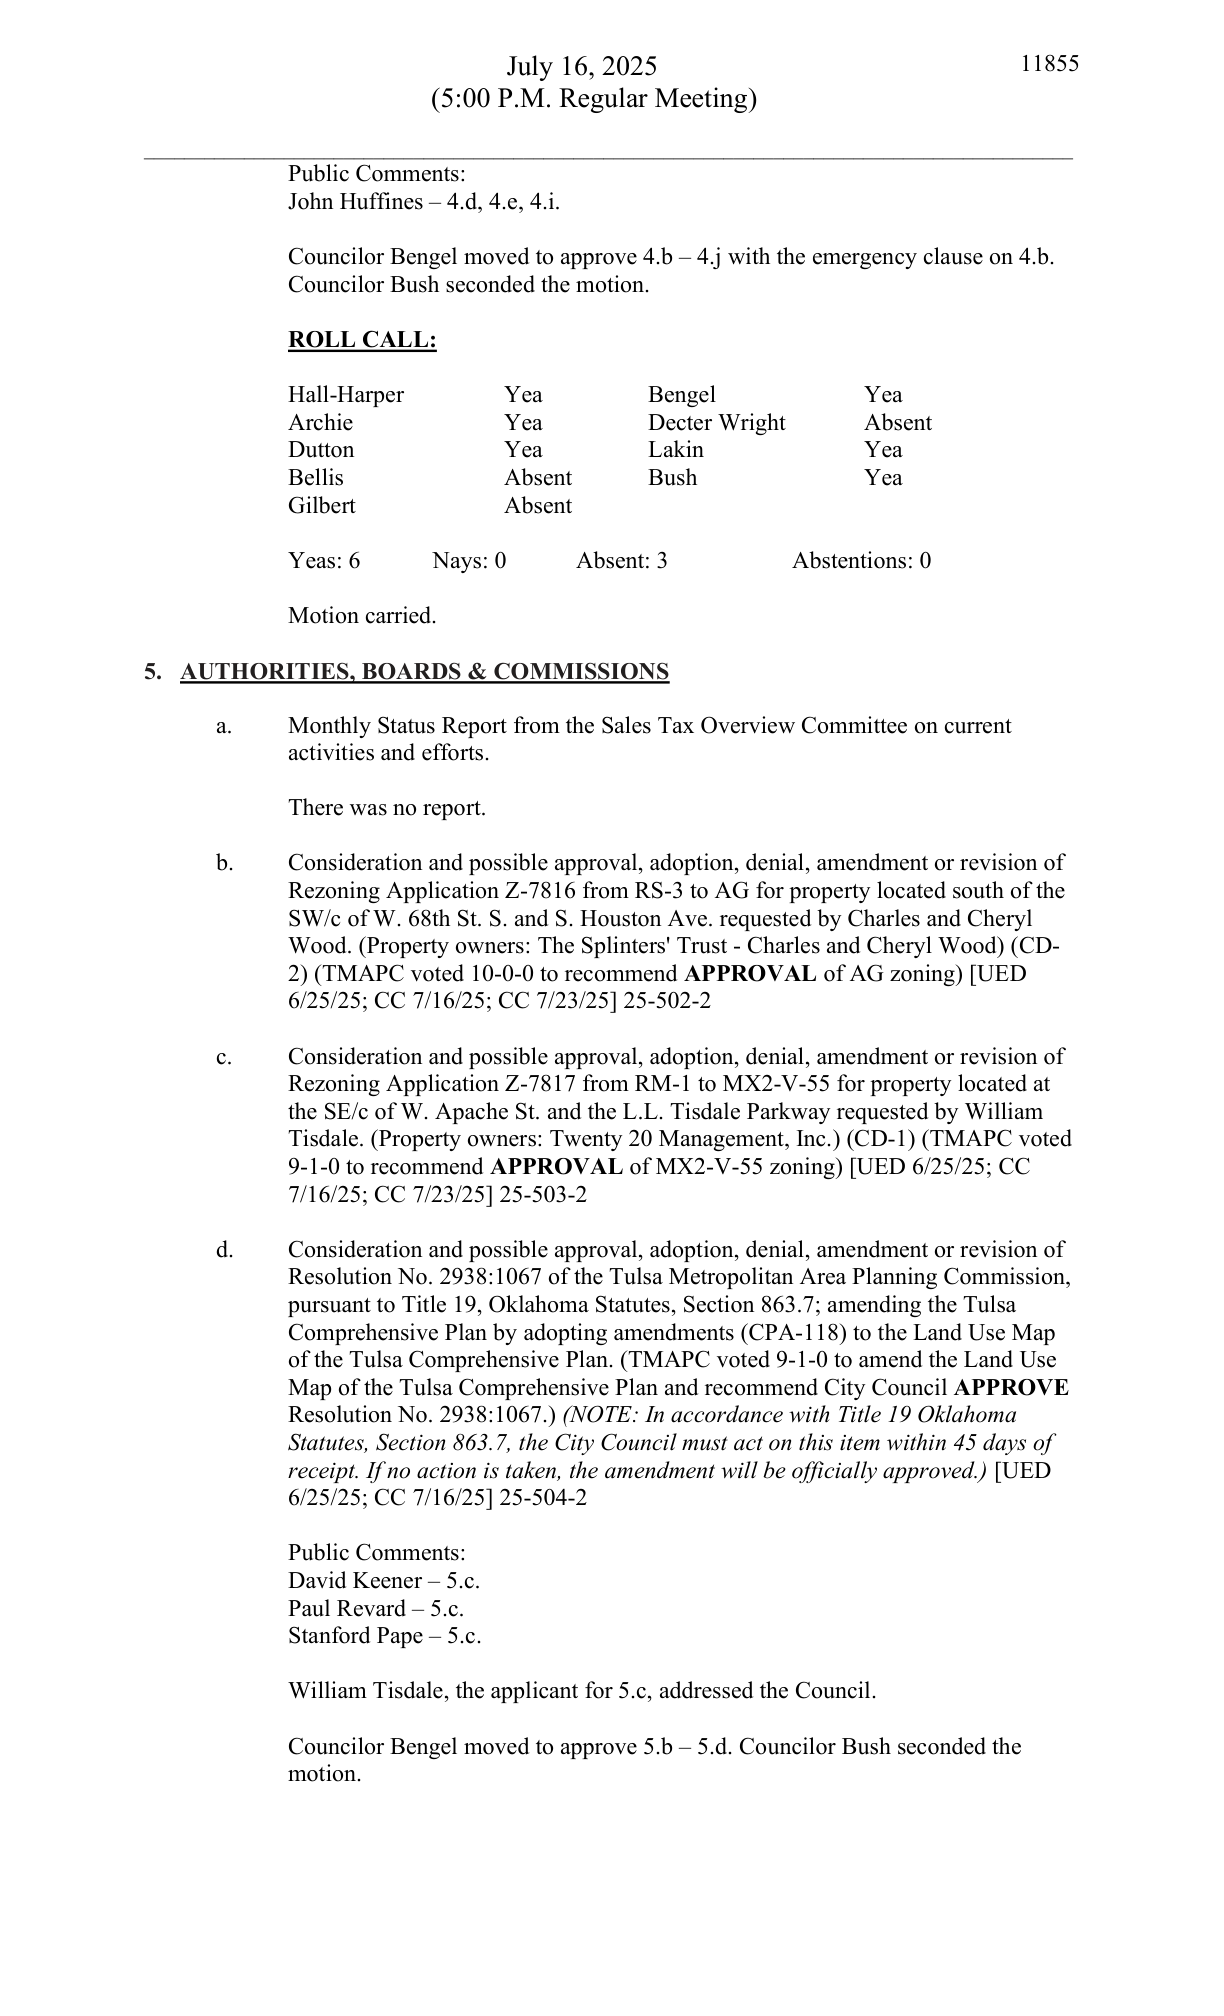 July 16, 2025
11855
(5:00 P.M. Regular Meeting)
Public Comments:
John Huffines – 4.d, 4.e, 4.i.
Councilor Bengel moved to approve 4.b – 4.j with the emergency clause on 4.b.
Councilor Bush seconded the motion.
ROLL CALL:
Hall-Harper Yea Bengel Yea
Archie Yea Decter Wright Absent
Dutton Yea Lakin Yea
Bellis Absent Bush Yea
Gilbert Absent
Yeas: 6 Nays: 0 Absent: 3 Abstentions: 0
Motion carried.
5. AUTHORITIES, BOARDS & COMMISSIONS
a. Monthly Status Report from the Sales Tax Overview Committee on current
activities and efforts.
There was no report.
b. Consideration and possible approval, adoption, denial, amendment or revision of
Rezoning Application Z-7816 from RS-3 to AG for property located south of the
SW/c of W. 68th St. S. and S. Houston Ave. requested by Charles and Cheryl
Wood. (Property owners: The Splinters' Trust - Charles and Cheryl Wood) (CD-
2) (TMAPC voted 10-0-0 to recommend APPROVAL of AG zoning) [UED
6/25/25; CC 7/16/25; CC 7/23/25] 25-502-2
c. Consideration and possible approval, adoption, denial, amendment or revision of
Rezoning Application Z-7817 from RM-1 to MX2-V-55 for property located at
the SE/c of W. Apache St. and the L.L. Tisdale Parkway requested by William
Tisdale. (Property owners: Twenty 20 Management, Inc.) (CD-1) (TMAPC voted
9-1-0 to recommend APPROVAL of MX2-V-55 zoning) [UED 6/25/25; CC
7/16/25; CC 7/23/25] 25-503-2
d. Consideration and possible approval, adoption, denial, amendment or revision of
Resolution No. 2938:1067 of the Tulsa Metropolitan Area Planning Commission,
pursuant to Title 19, Oklahoma Statutes, Section 863.7; amending the Tulsa
Comprehensive Plan by adopting amendments (CPA-118) to the Land Use Map
of the Tulsa Comprehensive Plan. (TMAPC voted 9-1-0 to amend the Land Use
Map of the Tulsa Comprehensive Plan and recommend City Council APPROVE
Resolution No. 2938:1067.) (NOTE: In accordance with Title 19 Oklahoma
Statutes, Section 863.7, the City Council must act on this item within 45 days of
receipt. If no action is taken, the amendment will be officially approved.) [UED
6/25/25; CC 7/16/25] 25-504-2
Public Comments:
David Keener – 5.c.
Paul Revard – 5.c.
Stanford Pape – 5.c.
William Tisdale, the applicant for 5.c, addressed the Council.
Councilor Bengel moved to approve 5.b – 5.d. Councilor Bush seconded the
motion.